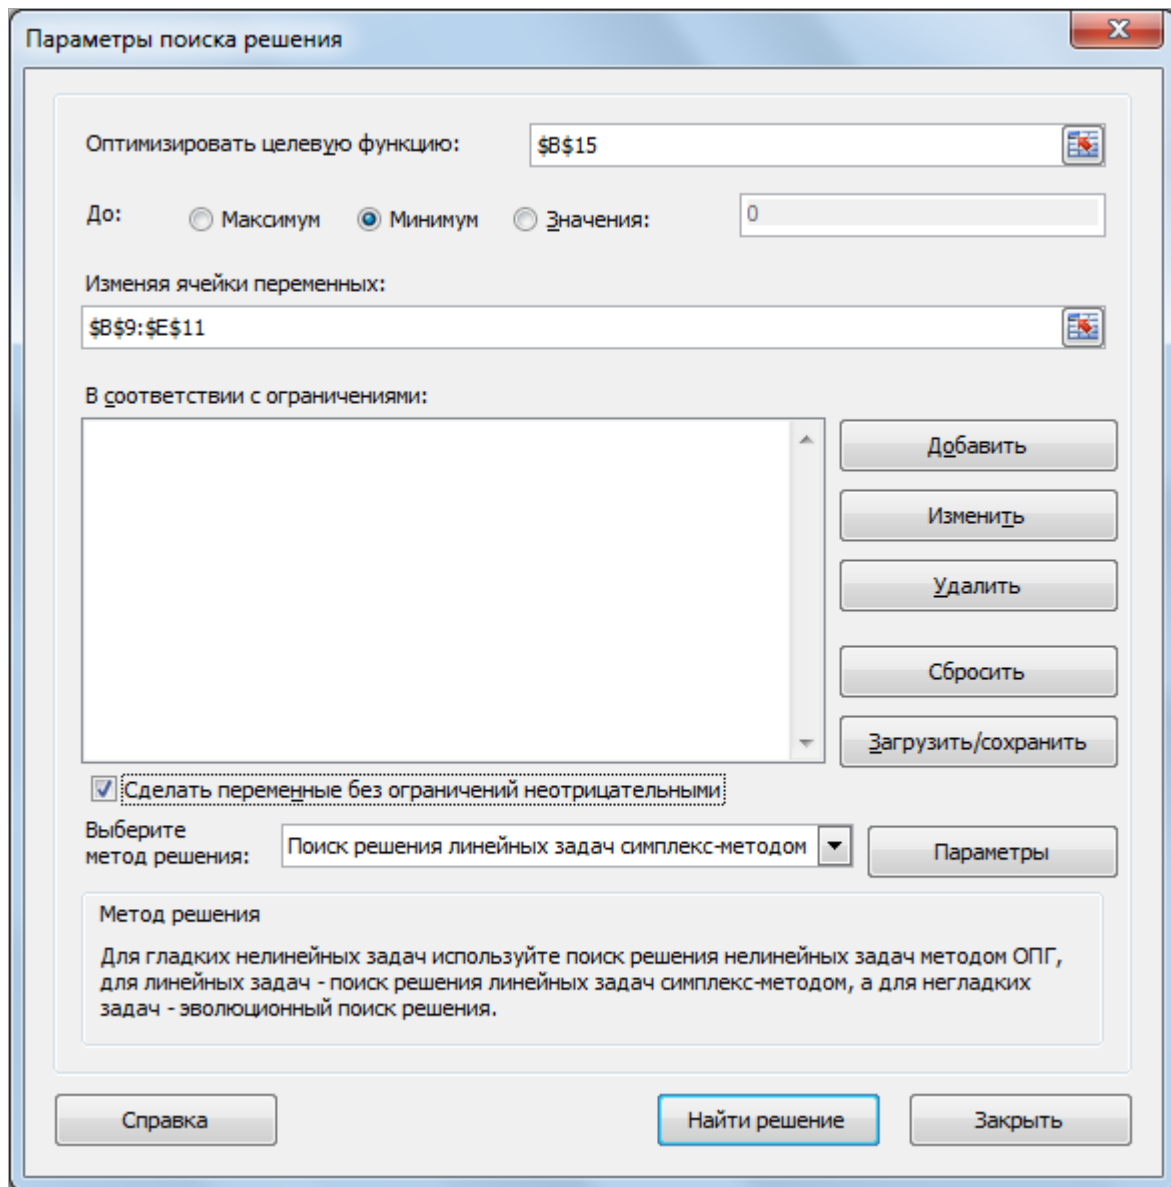 Параметры поиска решения
Оптимизировать целевую функцию:
$B$15
До:
Максимум
Минимум
Значения:
0
Изменяя ячейки переменных:
$B$9:$E$11
В соответствии с ограничениями:
Добавить
Изменить
Удалить
Сбросить
Загрузить/сохранить
Сделать переменные без ограничений неотрицательными
Выберите
метод решения:
Поиск решения линейных задач симплекс-методом
Параметры
Метод решения
Для гладких нелинейных задач используйте поиск решения нелинейных задач методом ОПГ,
для линейных задач - поиск решения линейных задач симплекс-методом, а для негладких
задач - эволюционный поиск решения.
Справка
Найти решение
Закрыть